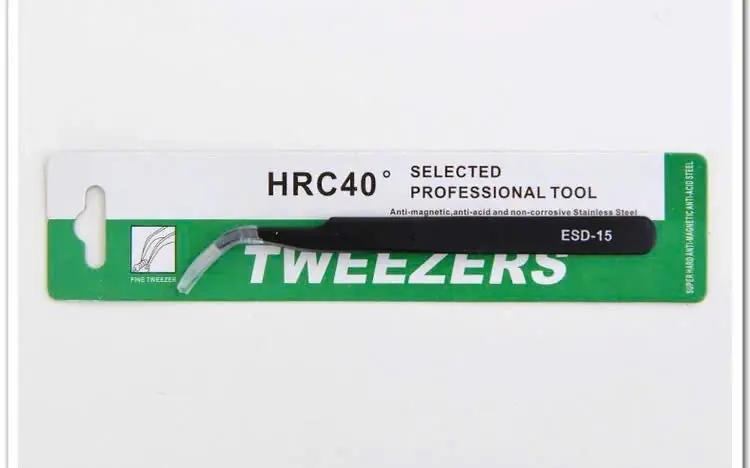 HRC40°
SELECTED
PROFESSIONAL TOOL
Anti-magnetic,anti-acid and non-corrosive Stainless Steel
ESD-15
TWEEZERS
FINE TWEEZER
SUPER HARD ANTI-MAGNETIC ANTI-ACID STEEL